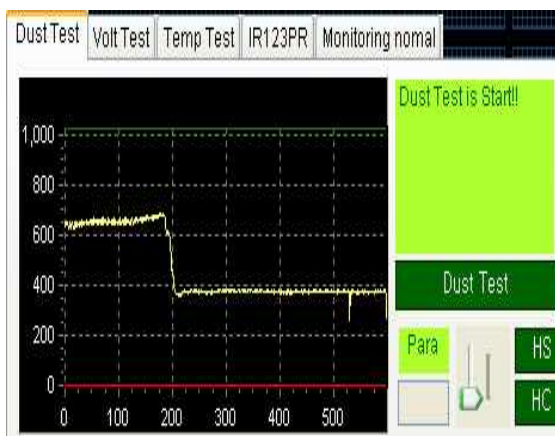 Dust Test
Volt Test
Temp Test
IR123PR
Monitoring nomal
Dust Test is Start!!
1,000
800
600
400
200
0
0 100 200 300 400 500
Dust Test
Para
HS
HC